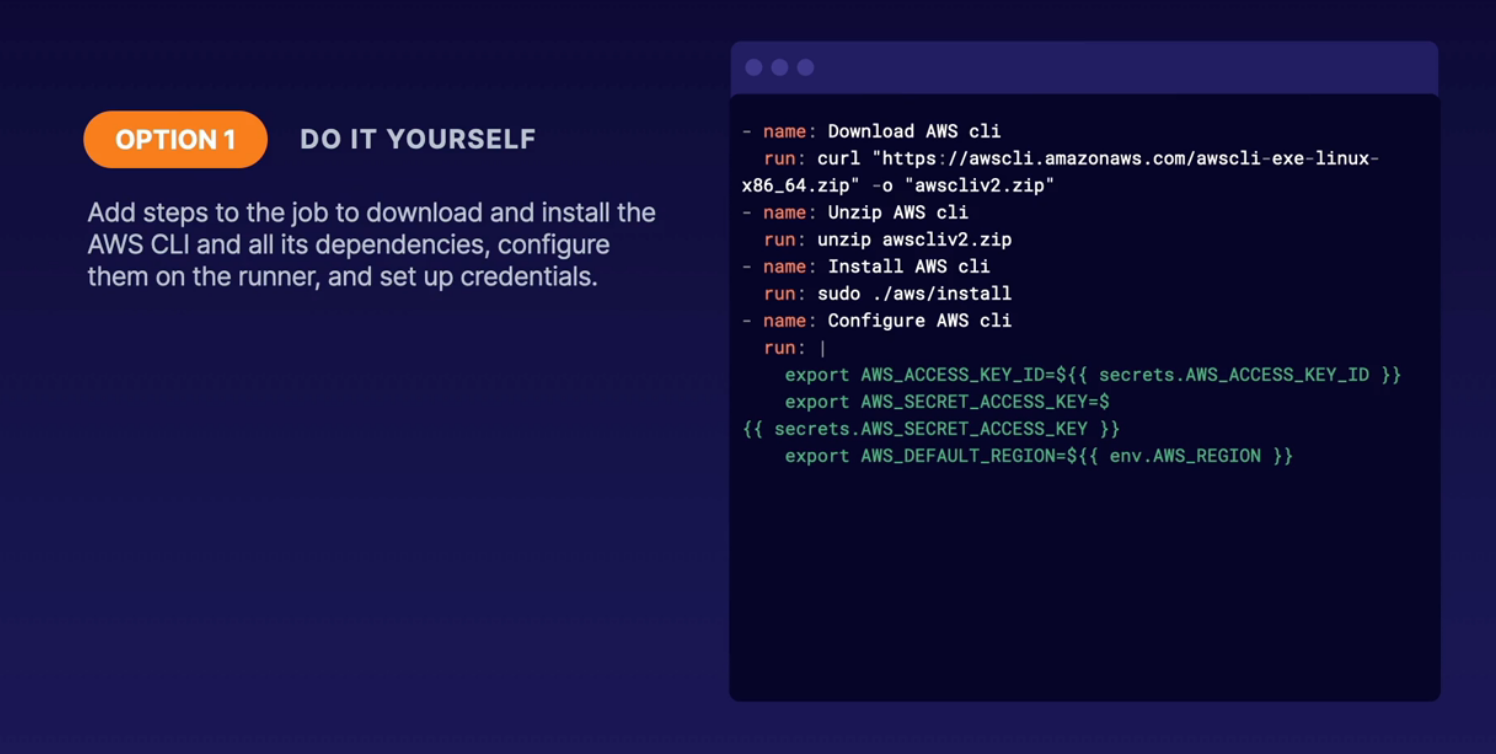 OPTION 1 DO IT YOURSELF
Add steps to the job to download and install the
AWS CLI and all its dependencies, configure
them on the runner, and set up credentials.
- name: Download AWS cli
  run: curl "https://awscli.amazonaws.com/awscli-exe-linux-
x86_64.zip" -o "awscliv2.zip"
- name: Unzip AWS cli
  run: unzip awscliv2.zip
- name: Install AWS cli
  run: sudo ./aws/install
- name: Configure AWS cli
  run: |
    export AWS_ACCESS_KEY_ID=${{ secrets.AWS_ACCESS_KEY_ID }}
    export AWS_SECRET_ACCESS_KEY=$
{{ secrets.AWS_SECRET_ACCESS_KEY }}
    export AWS_DEFAULT_REGION=${{ env.AWS_REGION }}